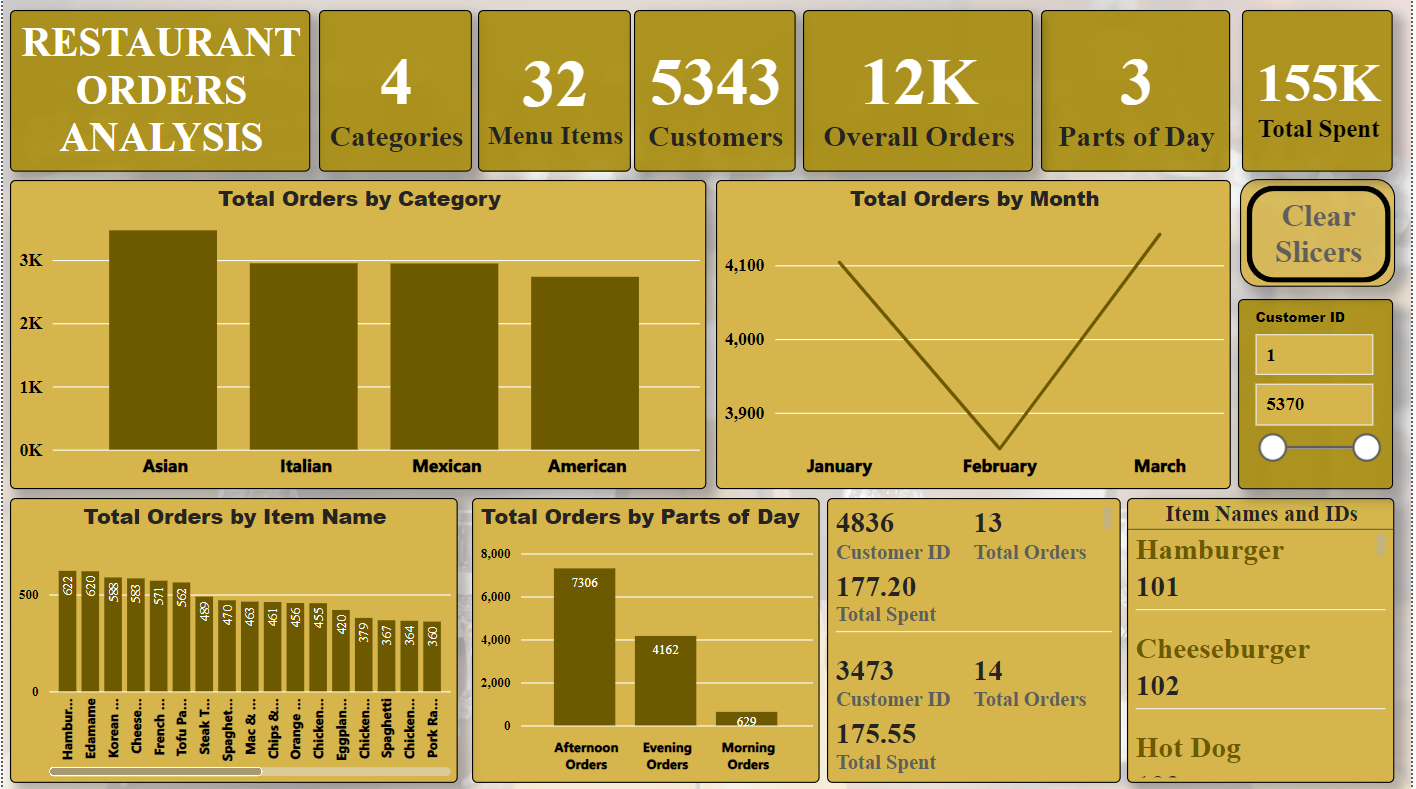 RESTAURANT
ORDERS
ANALYSIS
4
Categories
32
Menu Items
5343
Customers
12K
Overall Orders
3
Parts of Day
155K
Total Spent
Total Orders by Category
3K
2K
1K
0K
Asian
Italian
Mexican
American
Total Orders by Month
4,100
4,000
3,900
January
February
March
Clear
Slicers
Customer ID
1
5370
Total Orders by Item Name
500
0
622
620
588
583
571
562
489
470
463
461
456
455
420
379
367
364
360
Hambur...
Edamame
Korean ...
Cheese...
French ...
Tofu Pa...
Steak T...
Spaghet...
Mac & ...
Chips &...
Orange ...
Chicken...
Eggplan...
Chicken...
Spaghetti
Chicken...
Pork Ra...
Total Orders by Parts of Day
8,000
6,000
4,000
2,000
0
7306
4162
629
Afternoon
Orders
Evening
Orders
Morning
Orders
4836 13
Customer ID Total Orders
177.20
Total Spent
3473 14
Customer ID Total Orders
175.55
Total Spent
Item Names and IDs
Hamburger
101
Cheeseburger
102
Hot Dog